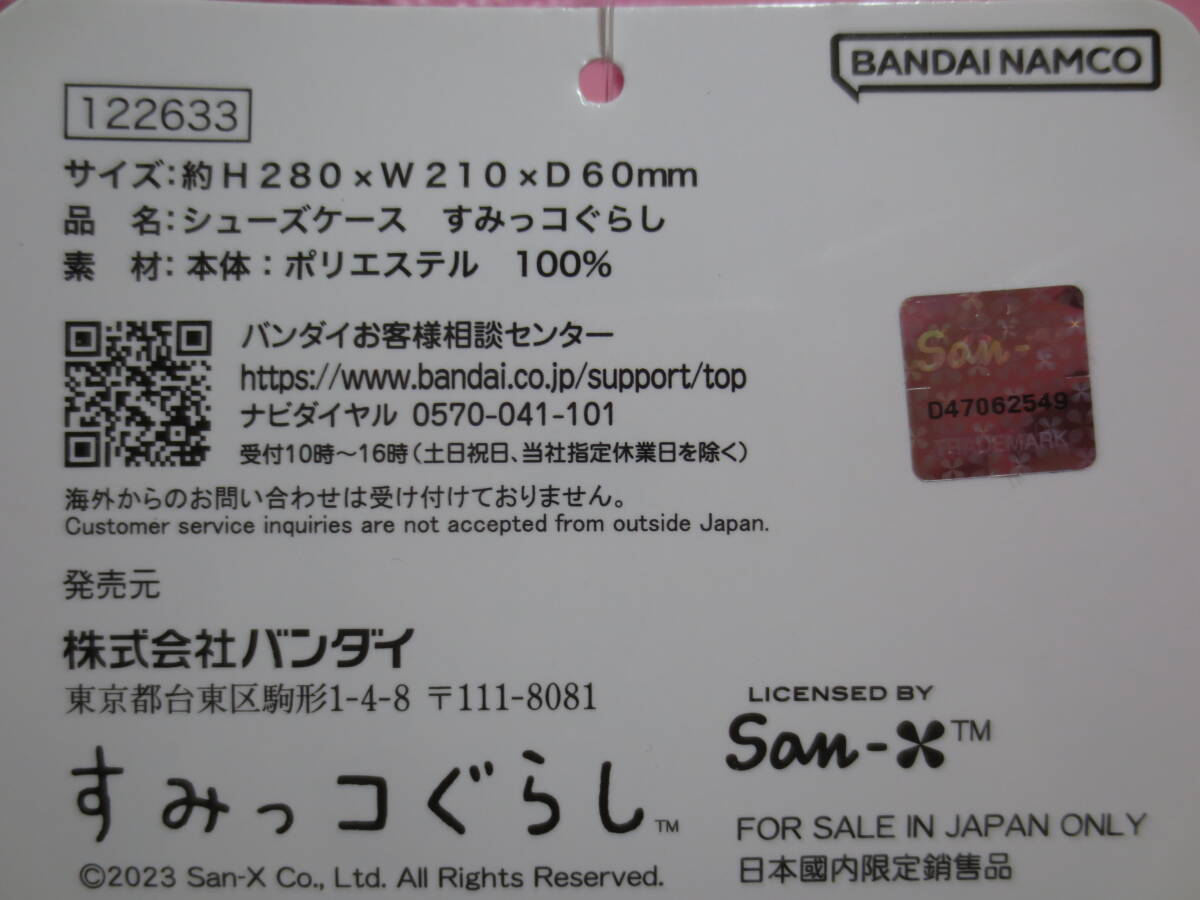 BANDAI NAMCO
122633
サイズ:約H280×W210×D60mm
品　名:シューズケース　すみっコぐらし
素　材:本体:ポリエステル　100%
バンダイお客様相談センター
https://www.bandai.co.jp/support/top
ナビダイヤル 0570-041-101
受付10時〜16時(土日祝日、当社指定休業日を除く)
海外からのお問い合わせは受け付けておりません。
Customer service inquiries are not accepted from outside Japan.
San-
D47062549
TRADEMARK
発売元
株式会社バンダイ
東京都台東区駒形1-4-8 〒111-8081
すみっコぐらし™
©2023 San-X Co., Ltd. All Rights Reserved.
LICENSED BY
San-X™
FOR SALE IN JAPAN ONLY
日本國内限定銷售品